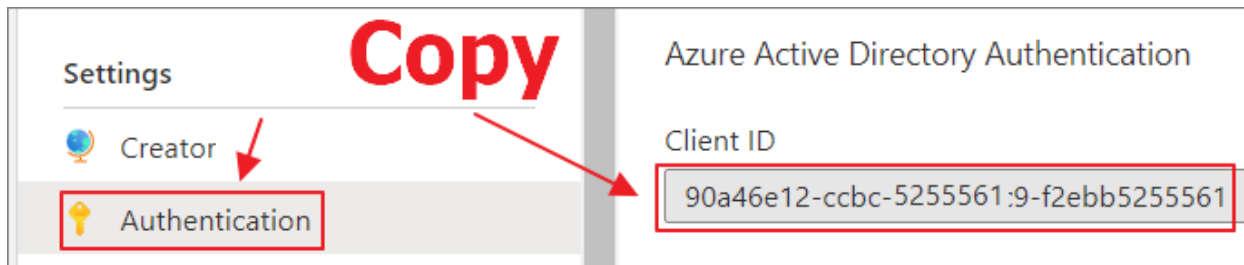 Settings
Copy
Creator
Authentication
Azure Active Directory Authentication
Client ID
90a46e12-ccbc-5255561:9-f2ebb5255561